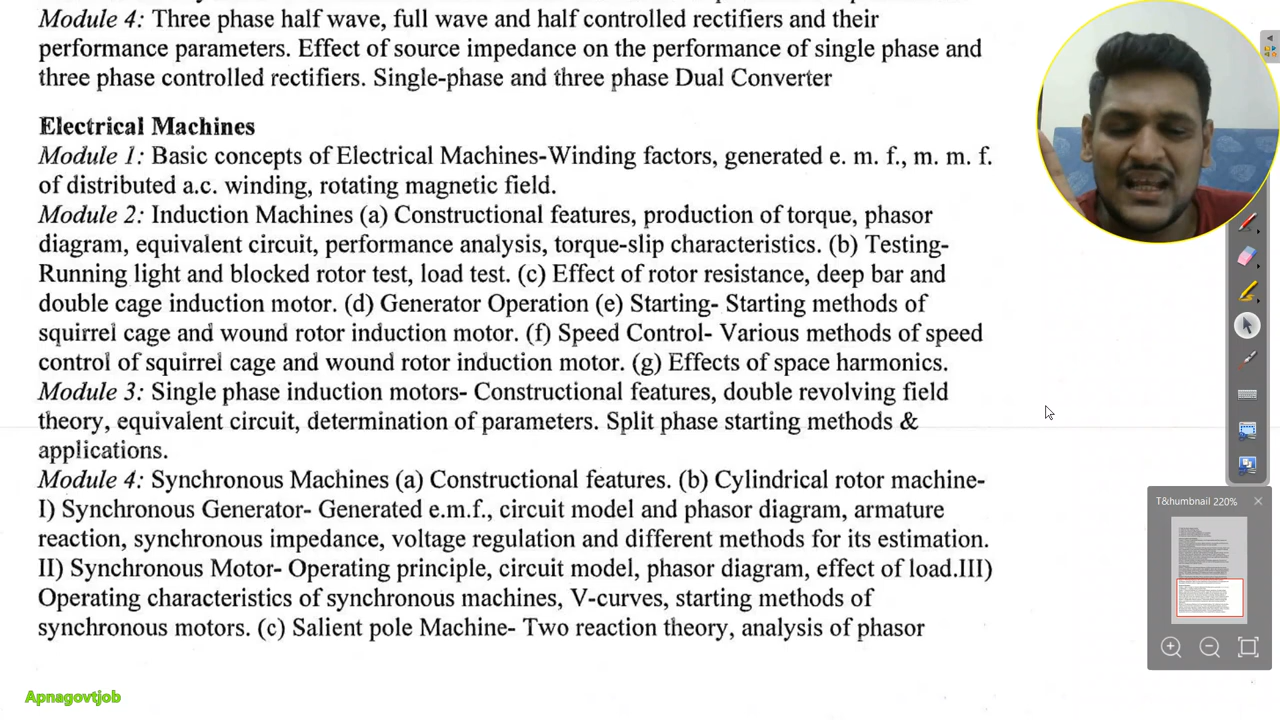 Module 4: Three phase half wave, full wave and half controlled rectifiers and their
performance parameters. Effect of source impedance on the performance of single phase and
three phase controlled rectifiers. Single-phase and three phase Dual Converter
Electrical Machines
Module 1: Basic concepts of Electrical Machines-Winding factors, generated e. m. f., m. m. f.
of distributed a.c. winding, rotating magnetic field.
Module 2: Induction Machines (a) Constructional features, production of torque, phasor
diagram, equivalent circuit, performance analysis, torque-slip characteristics. (b) Testing-
Running light and blocked rotor test, load test. (c) Effect of rotor resistance, deep bar and
double cage induction motor. (d) Generator Operation (e) Starting- Starting methods of
squirrel cage and wound rotor induction motor. (f) Speed Control- Various methods of speed
control of squirrel cage and wound rotor induction motor. (g) Effects of space harmonics.
Module 3: Single phase induction motors- Constructional features, double revolving field
theory, equivalent circuit, determination of parameters. Split phase starting methods &
applications.
Module 4: Synchronous Machines (a) Constructional features. (b) Cylindrical rotor machine-
I) Synchronous Generator- Generated e.m.f., circuit model and phasor diagram, armature
reaction, synchronous impedance, voltage regulation and different methods for its estimation.
II) Synchronous Motor- Operating principle, circuit model, phasor diagram, effect of load.III)
Operating characteristics of synchronous machines, V-curves, starting methods of
synchronous motors. (c) Salient pole Machine- Two reaction theory, analysis of phasor
T&humbnail 220%
Apnagovtjob